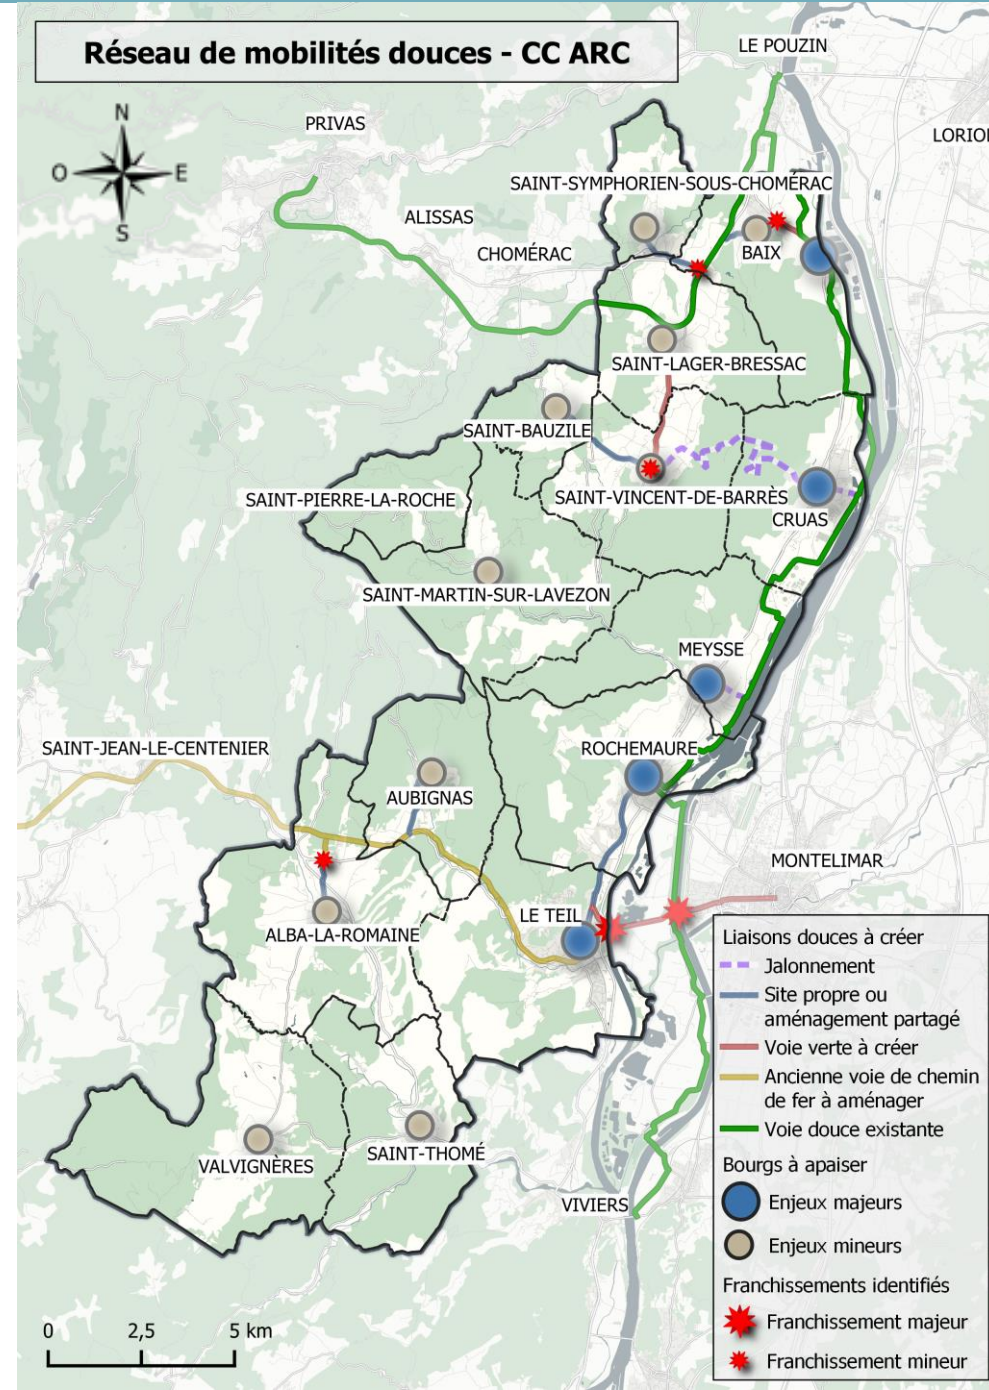 Réseau de mobilités douces - CC ARC
LE POUZIN
N
O
E
S
PRIVAS
LORIOL
SAINT-SYMPHORIEN-SOUS-CHOMÉRAC
ALISSAS
CHOMÉRAC
BAIX
SAINT-LAGER-BRESSAC
SAINT-BAUZILE
SAINT-PIERRE-LA-ROCHE
SAINT-VINCENT-DE-BARRÈS
CRUAS
SAINT-MARTIN-SUR-LAVEZON
MEYSSE
SAINT-JEAN-LE-CENTENIER
ROCHEMAURE
AUBIGNAS
MONTELIMAR
LE TEIL
ALBA-LA-ROMAINE
SAINT-THOMÉ
VALVIGNÈRES
VIVIERS
Liaisons douces à créer
Jalonnement
Site propre ou
aménagement partagé
Voie verte à créer
Ancienne voie de chemin
de fer à aménager
Voie douce existante
Bourgs à apaiser
Enjeux majeurs
Enjeux mineurs
Franchissements identifiés
Franchissement majeur
Franchissement mineur
0 2,5 5 km